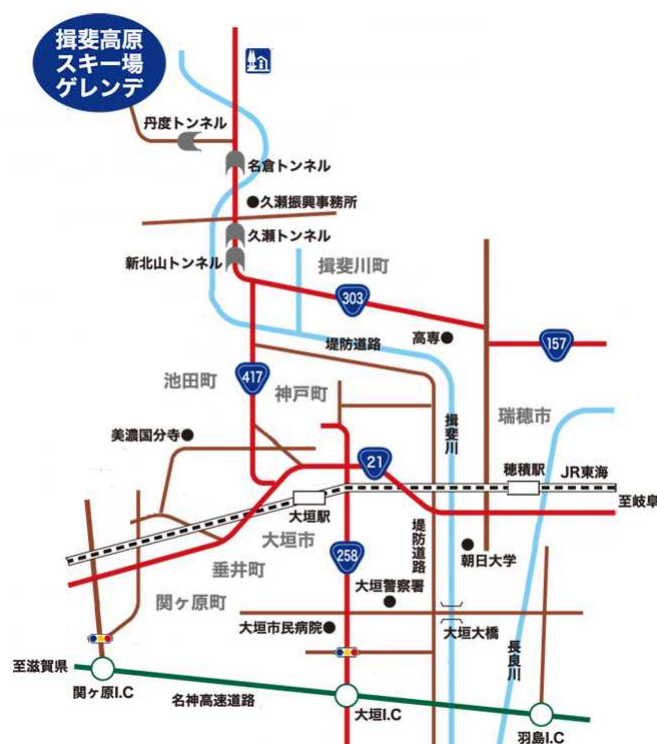 揖斐高原
スキー場
ゲレンデ
丹度トンネル
名倉トンネル
●久瀬振興事務所
久瀬トンネル
新北山トンネル
揖斐川町
303
高専●
157
堤防道路
池田町
417
神戸町
瑞穂市
美濃国分寺●
揖斐川
21
穂積駅
JR東海
至岐阜
大垣駅
大垣市
堤防道路
朝日大学
垂井町
258
関ヶ原町
大垣警察署
大垣市民病院●
大垣大橋
長良川
至滋賀県
関ヶ原I.C
名神高速道路
大垣I.C
羽島I.C